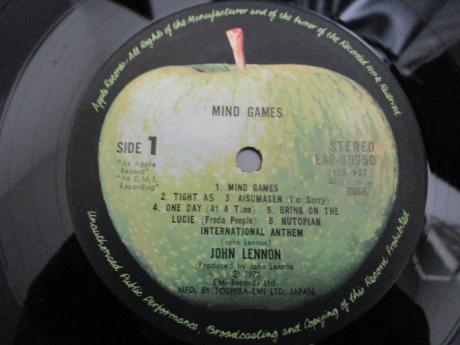 Apple Records · All Rights of the Manufacturer and of the Owner of the Recorded Work Reserved
MIND GAMES
SIDE 1
STEREO
EAP-80950
"An Apple
Record"
"An E.M.I.
Recording"
1. MIND GAMES
2. TIGHT AS 3. AISUMASEN (I'm Sorry)
4. ONE DAY (At A Time) 5. BRING ON THE
LUCIE (Freda Peeple) 6. NUTOPIAN
INTERNATIONAL ANTHEM
(John Lennon)
JOHN LENNON
Produced by John Lennon
℗ 1973
EMI Records Ltd.
MFD. BY TOSHIBA-EMI LTD. JAPAN.
Unauthorised Public Performance, Broadcasting and Copying of this Record Prohibited